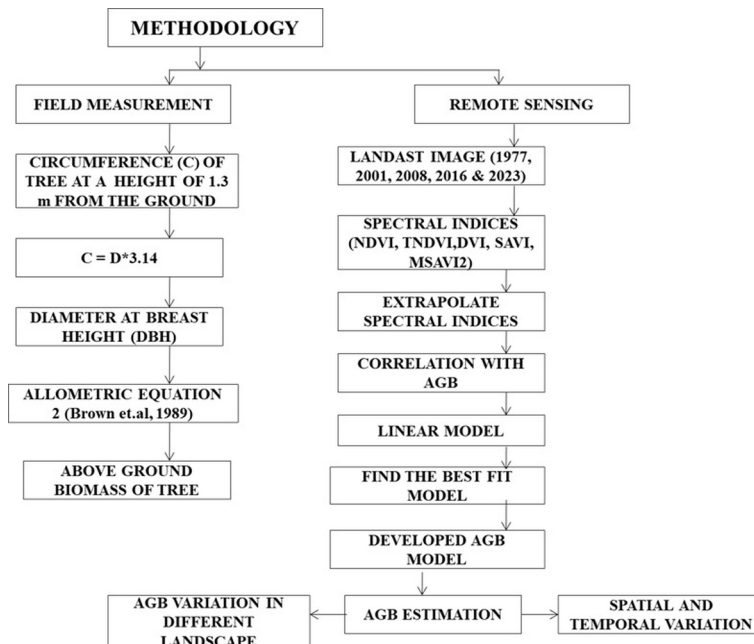 METHODOLOGY
FIELD MEASUREMENT
CIRCUMFERENCE (C) OF
TREE AT A HEIGHT OF 1.3
m FROM THE GROUND
C = D*3.14
DIAMETER AT BREAST
HEIGHT (DBH)
ALLOMETRIC EQUATION
2 (Brown et.al, 1989)
ABOVE GROUND
BIOMASS OF TREE
REMOTE SENSING
LANDAST IMAGE (1977,
2001, 2008, 2016 & 2023)
SPECTRAL INDICES
(NDVI, TNDVI,DVI, SAVI,
MSAVI2)
EXTRAPOLATE
SPECTRAL INDICES
CORRELATION WITH
AGB
LINEAR MODEL
FIND THE BEST FIT
MODEL
DEVELOPED AGB
MODEL
AGB ESTIMATION
AGB VARIATION IN
DIFFERENT
LANDSCAPE
SPATIAL AND
TEMPORAL VARIATION